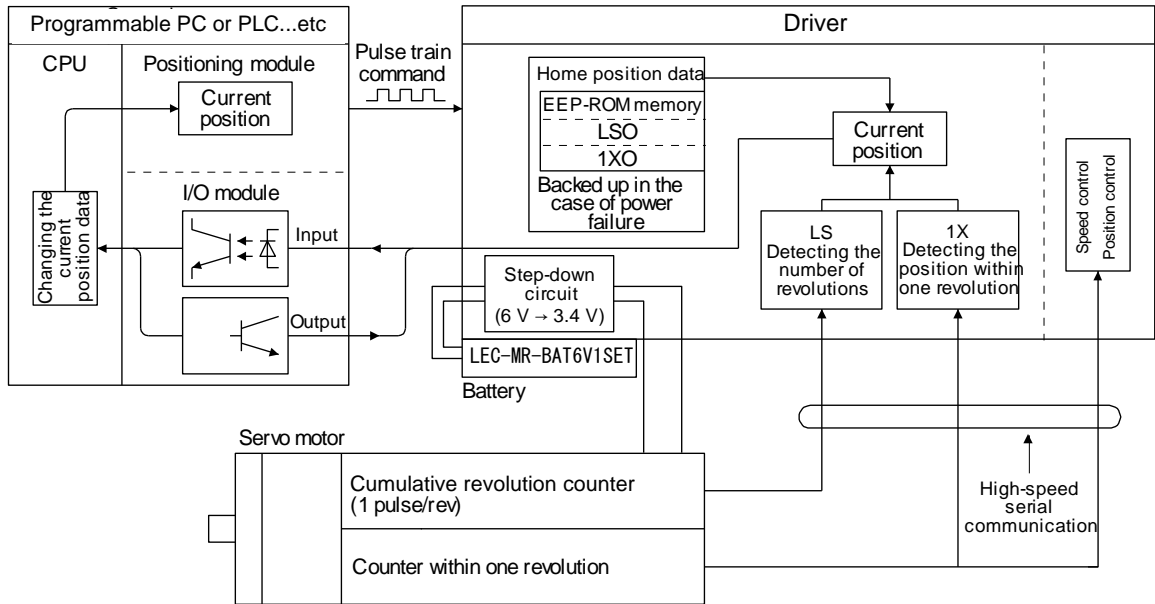 Programmable PC or PLC...etc
CPU
Positioning module
Current
position
I/O module
Changing the
current
position data
Input
Output
Pulse train
command
Driver
Home position data
EEP-ROM memory
LSO
1XO
Backed up in the
case of power
failure
Current
position
LS
Detecting the
number of
revolutions
1X
Detecting the
position within
one revolution
Speed control
Position control
Step-down
circuit
(6 V → 3.4 V)
LEC-MR-BAT6V1SET
Battery
Servo motor
Cumulative revolution counter
(1 pulse/rev)
Counter within one revolution
High-speed
serial
communication